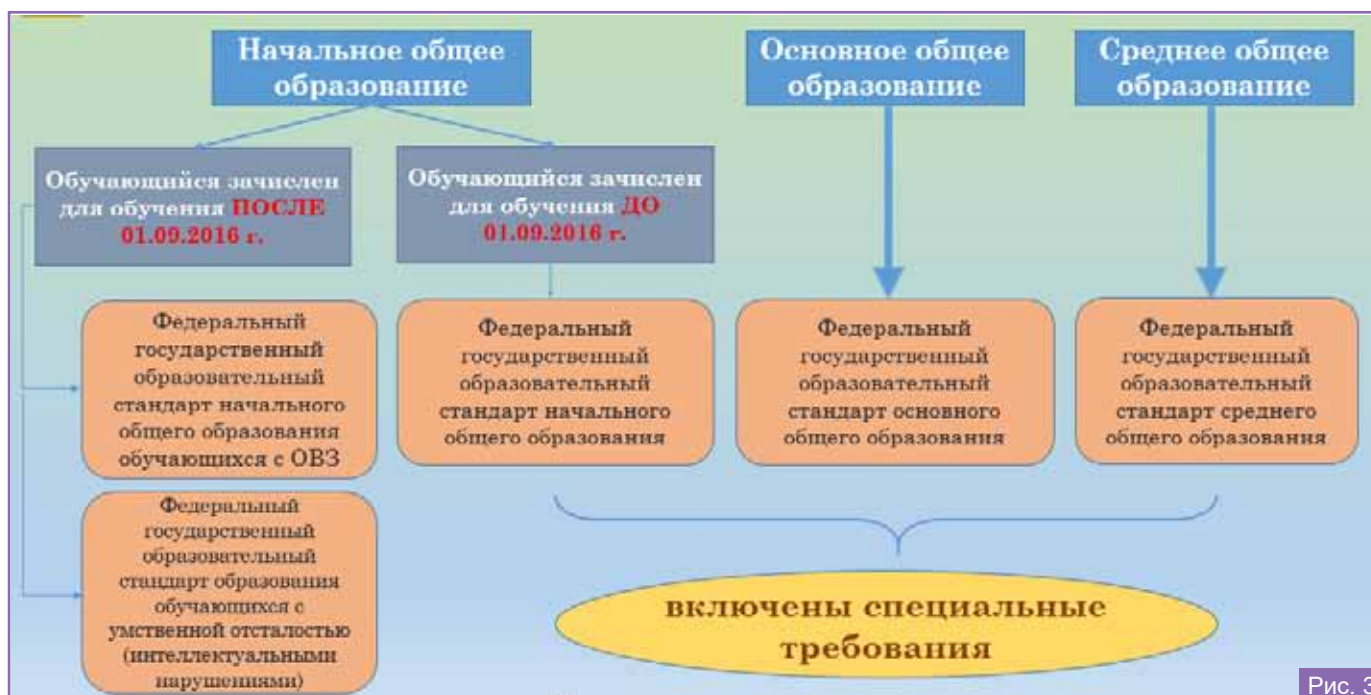 Начальное общее
образование
Основное общее
образование
Среднее общее
образование
Обучающийся зачислен
для обучения ПОСЛЕ
01.09.2016 г.
Обучающийся зачислен
для обучения ДО
01.09.2016 г.
Федеральный
государственный
образовательный
стандарт начального
общего образования
обучающихся с ОВЗ
Федеральный
государственный
образовательный
стандарт начального
общего образования
Федеральный
государственный
образовательный
стандарт основного
общего образования
Федеральный
государственный
образовательный
стандарт среднего
общего образования
Федеральный
государственный
образовательный
стандарт образования
обучающихся с
умственной отсталостью
(интеллектуальными
нарушениями)
включены специальные
требования
Рис. 3